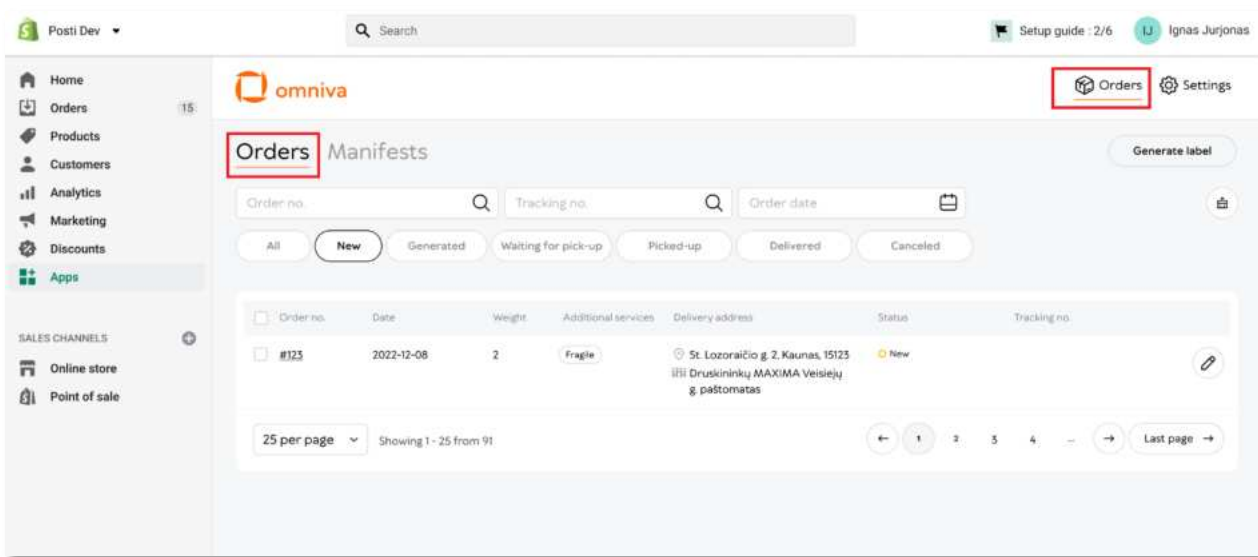 Posti Dev
Search
Setup guide : 2/6
IJ
Ignas Jurjonas
Home
Orders 15
Products
Customers
Analytics
Marketing
Discounts
Apps
SALES CHANNELS
Online store
Point of sale
omniva
Orders
Settings
Orders Manifests
Generate label
Order no.
Tracking no.
Order date
All
New
Generated
Waiting for pick-up
Picked-up
Delivered
Canceled
Order no. Date Weight Additional services Delivery address Status Tracking no.
#123 2022-12-08 2 Fragile St. Lozoraičio g. 2, Kaunas, 15123 New
Druskininkų MAXIMA Veisiejų
g. paštomatas
25 per page
Showing 1 - 25 from 91
← 1 2 3 4 ... → Last page →